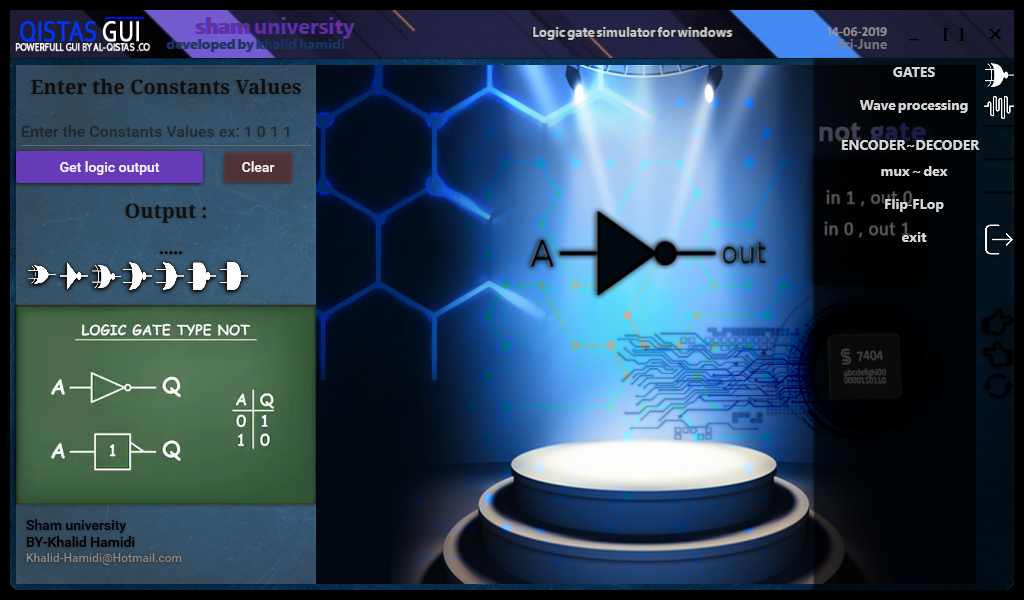 QISTAS GUI
POWERFULL GUI BY AL-QISTAS .CO
sham university
developed by khalid hamidi
Logic gate simulator for windows
14-06-2019
Fri-June
_ [ ] ×
Enter the Constants Values
Enter the Constants Values ex: 1 0 1 1
Get logic output
Clear
Output :
.....
LOGIC GATE TYPE NOT
A Q
A 1 Q
A Q
0 1
1 0
Sham university
BY-Khalid Hamidi
Khalid-Hamidi@Hotmail.com
A out
GATES
Wave processing
not gate
ENCODER~DECODER
mux ~ dex
in 1 , out 0
Flip-FLop
in 0 , out 1
exit
7404
abcdefghi00
0000110110